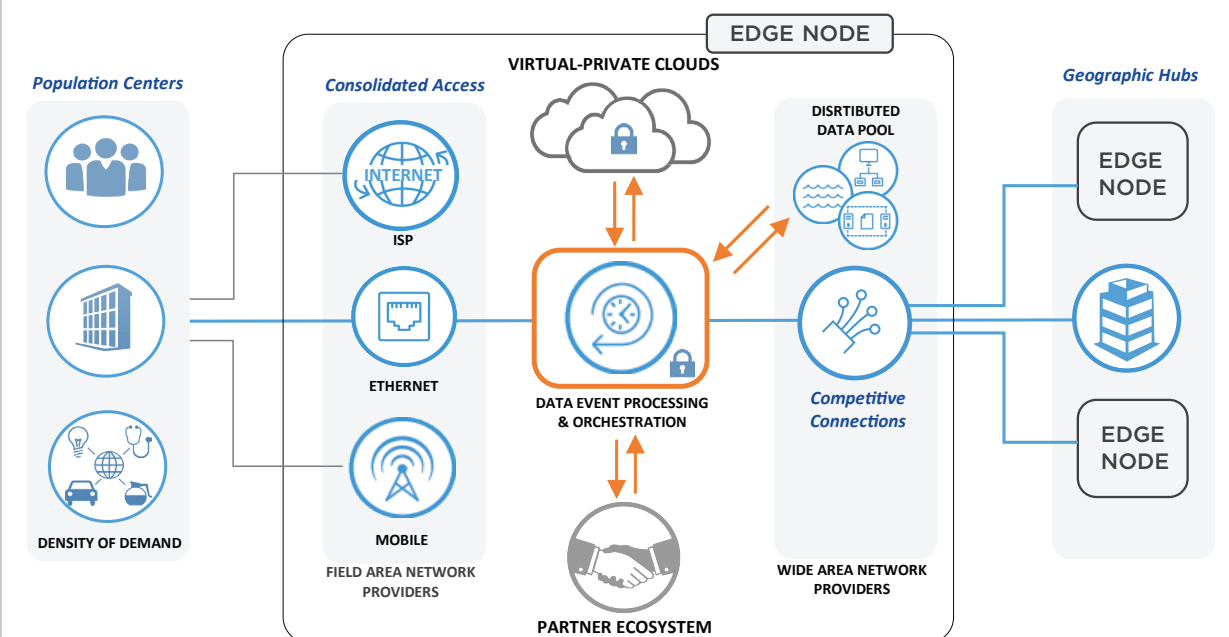 EDGE NODE
Population Centers
DENSITY OF DEMAND
Consolidated Access
INTERNET
ISP
ETHERNET
MOBILE
FIELD AREA NETWORK
PROVIDERS
VIRTUAL-PRIVATE CLOUDS
DATA EVENT PROCESSING
& ORCHESTRATION
PARTNER ECOSYSTEM
DISRTIBUTED
DATA POOL
Competitive
Connections
WIDE AREA NETWORK
PROVIDERS
Geographic Hubs
EDGE
NODE
EDGE
NODE